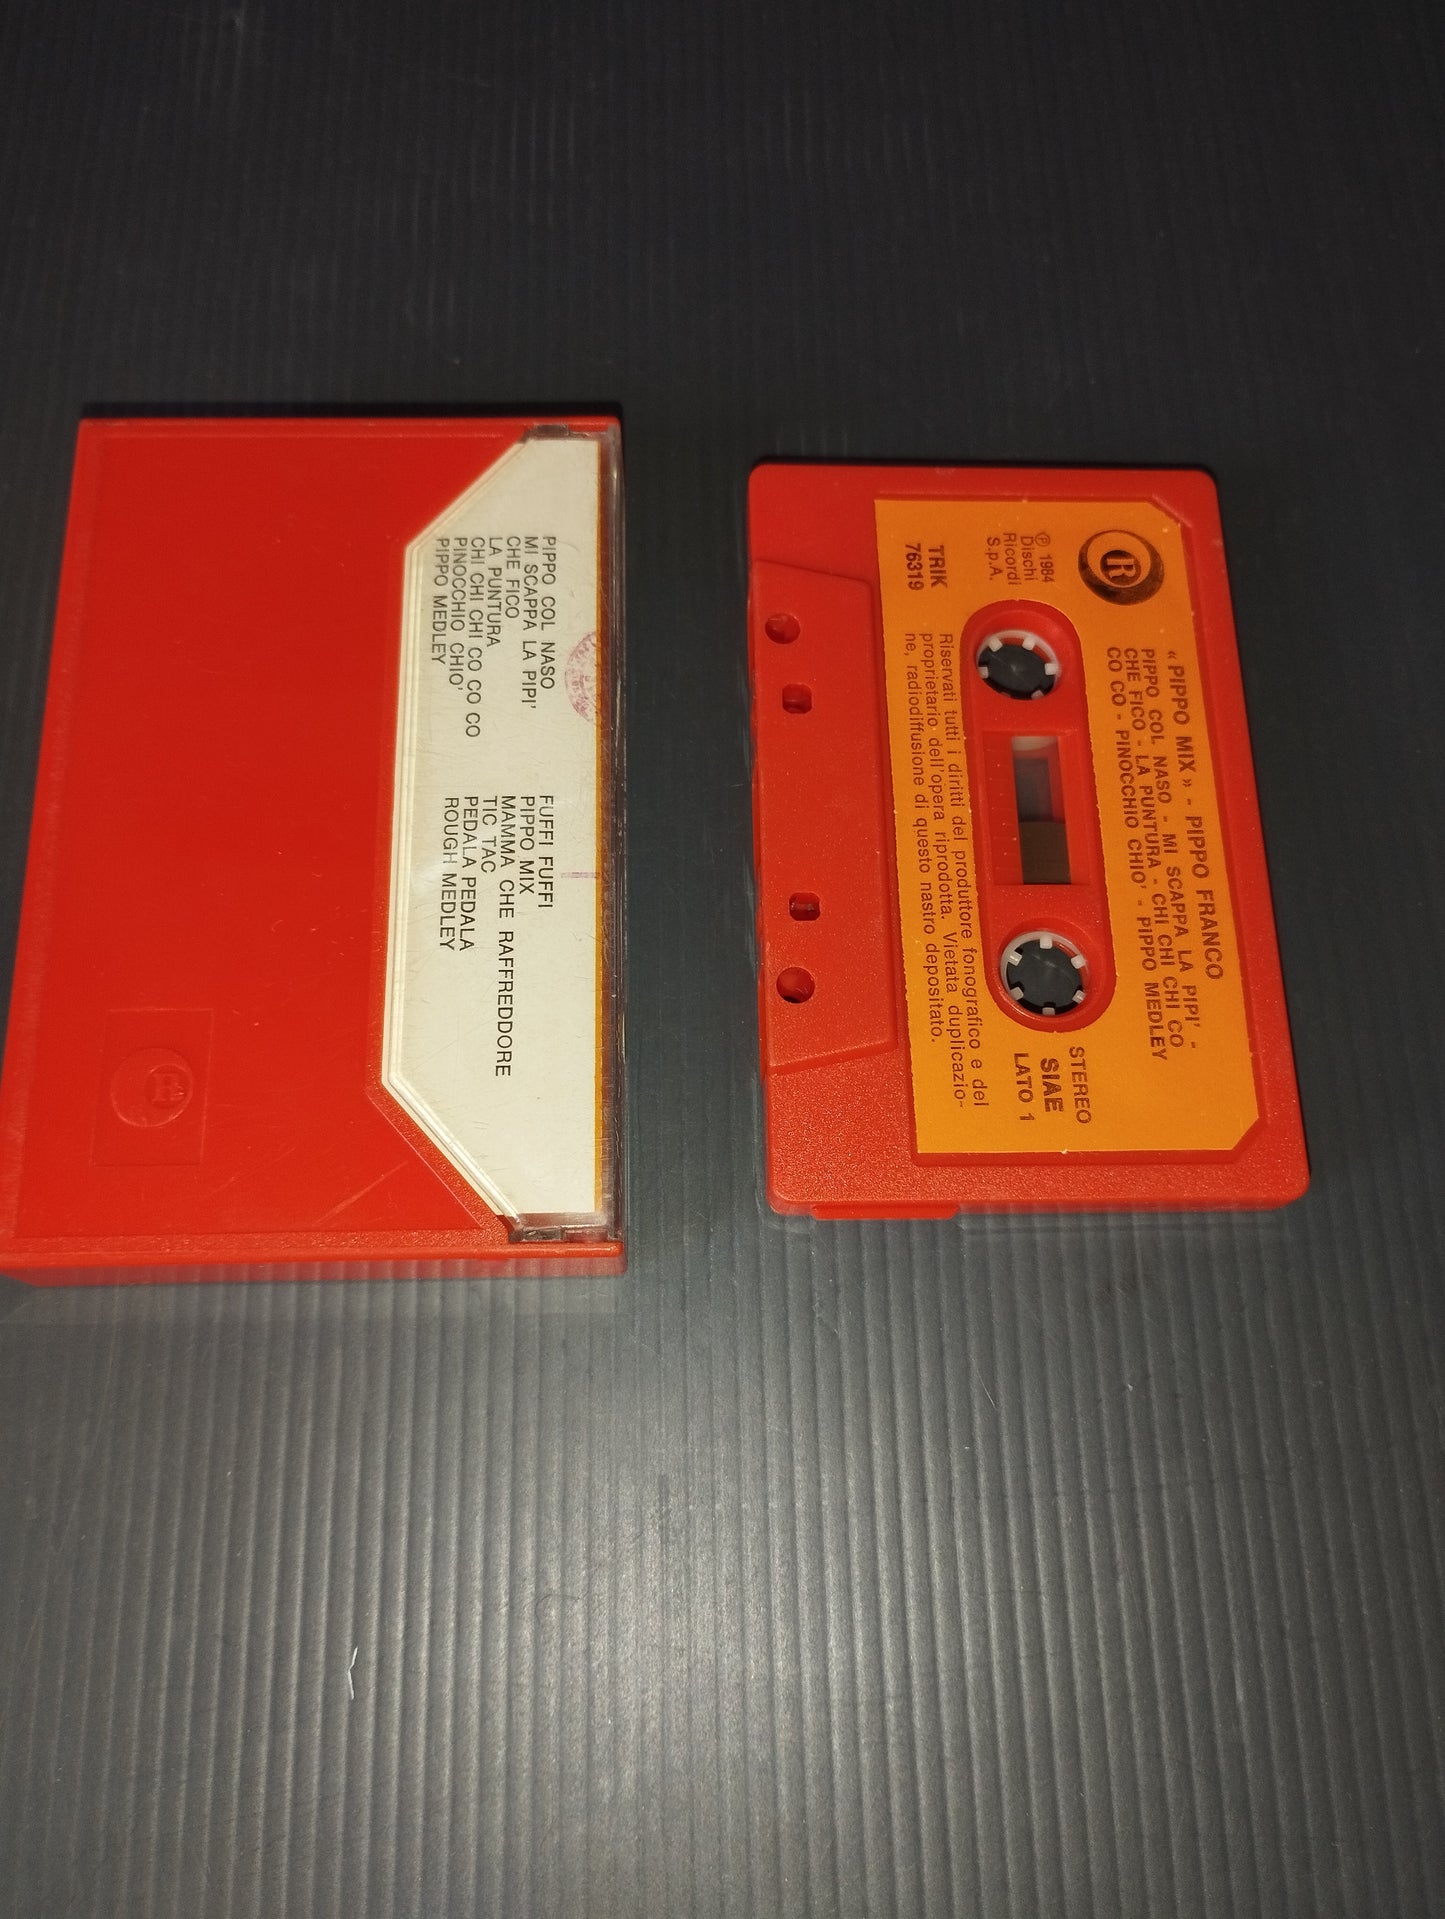 PIPPO COL NASO
MI SCAPPA LA PIPI'
CHE FICO
LA PUNTURA
CHI CHI CHI CO CO CO
PINOCCHIO CHIO'
PIPPO MEDLEY
FUFFI FUFFI
PIPPO MIX
MAMMA CHE RAFFREDDORE
TIC TAC
PEDALA PEDALA
ROUGH MEDLEY
R
« PIPPO MIX » - PIPPO FRANCO
PIPPO COL NASO - MI SCAPPA LA PIPI' -
CHE FICO - LA PUNTURA - CHI CHI CHI CO
CO CO - PINOCCHIO CHIO' - PIPPO MEDLEY
R
℗ 1984
Dischi
Ricordi
S.p.A.
TRIK
76319
STEREO
SIAE
LATO 1
Riservati tutti i diritti del produttore fonografico e del
proprietario dell'opera riprodotta. Vietata duplicazio-
ne, radiodiffusione di questo nastro depositato.